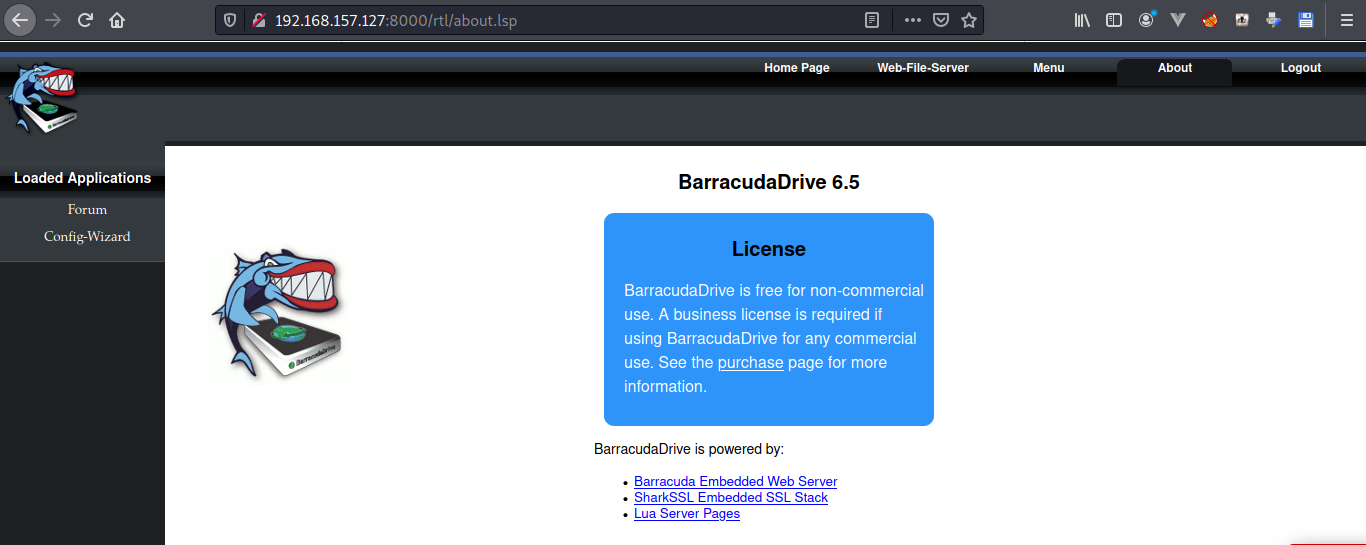 192.168.157.127:8000/rtl/about.lsp
Home Page Web-File-Server Menu About Logout
Loaded Applications
Forum
Config-Wizard
BarracudaDrive 6.5
License
BarracudaDrive is free for non-commercial
use. A business license is required if
using BarracudaDrive for any commercial
use. See the purchase page for more
information.
BarracudaDrive is powered by:
Barracuda Embedded Web Server
SharkSSL Embedded SSL Stack
Lua Server Pages
BarracudaDrive